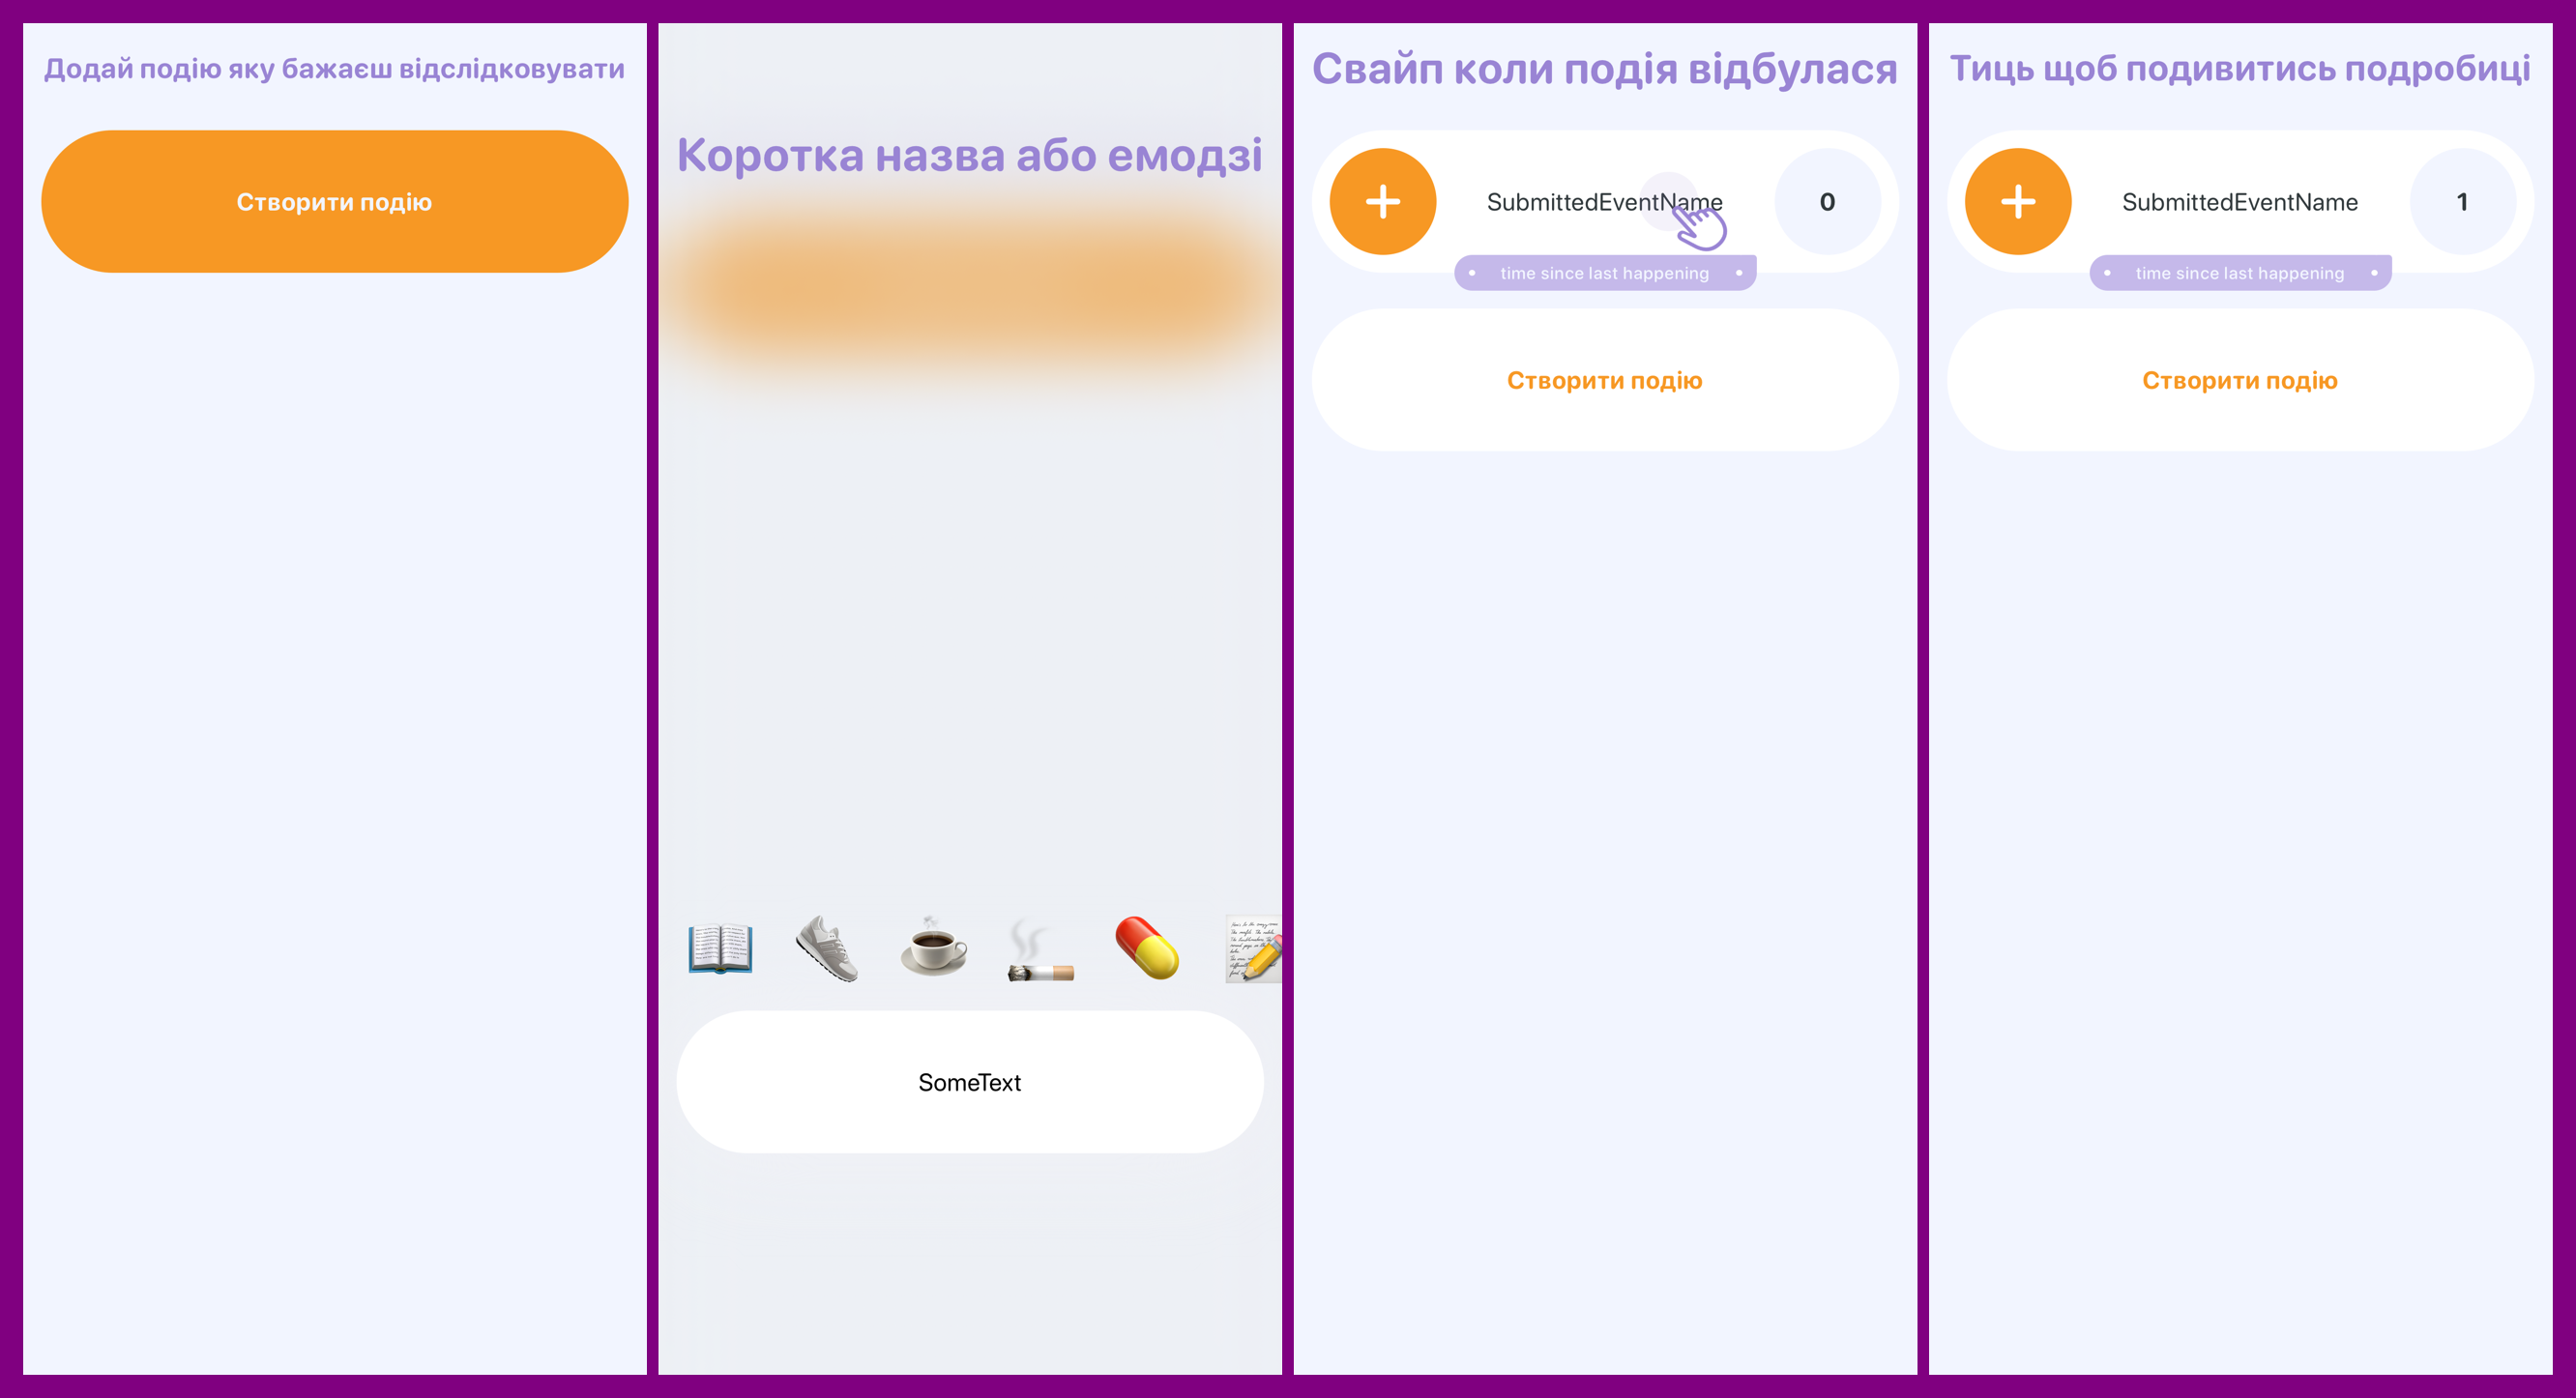 Додай подію яку бажаєш відслідковувати
Створити подію
Коротка назва або емодзі
SomeText
Свайп коли подія відбулася
SubmittedEventName
0
time since last happening
Створити подію
Тиць щоб подивитись подробиці
SubmittedEventName
1
time since last happening
Створити подію